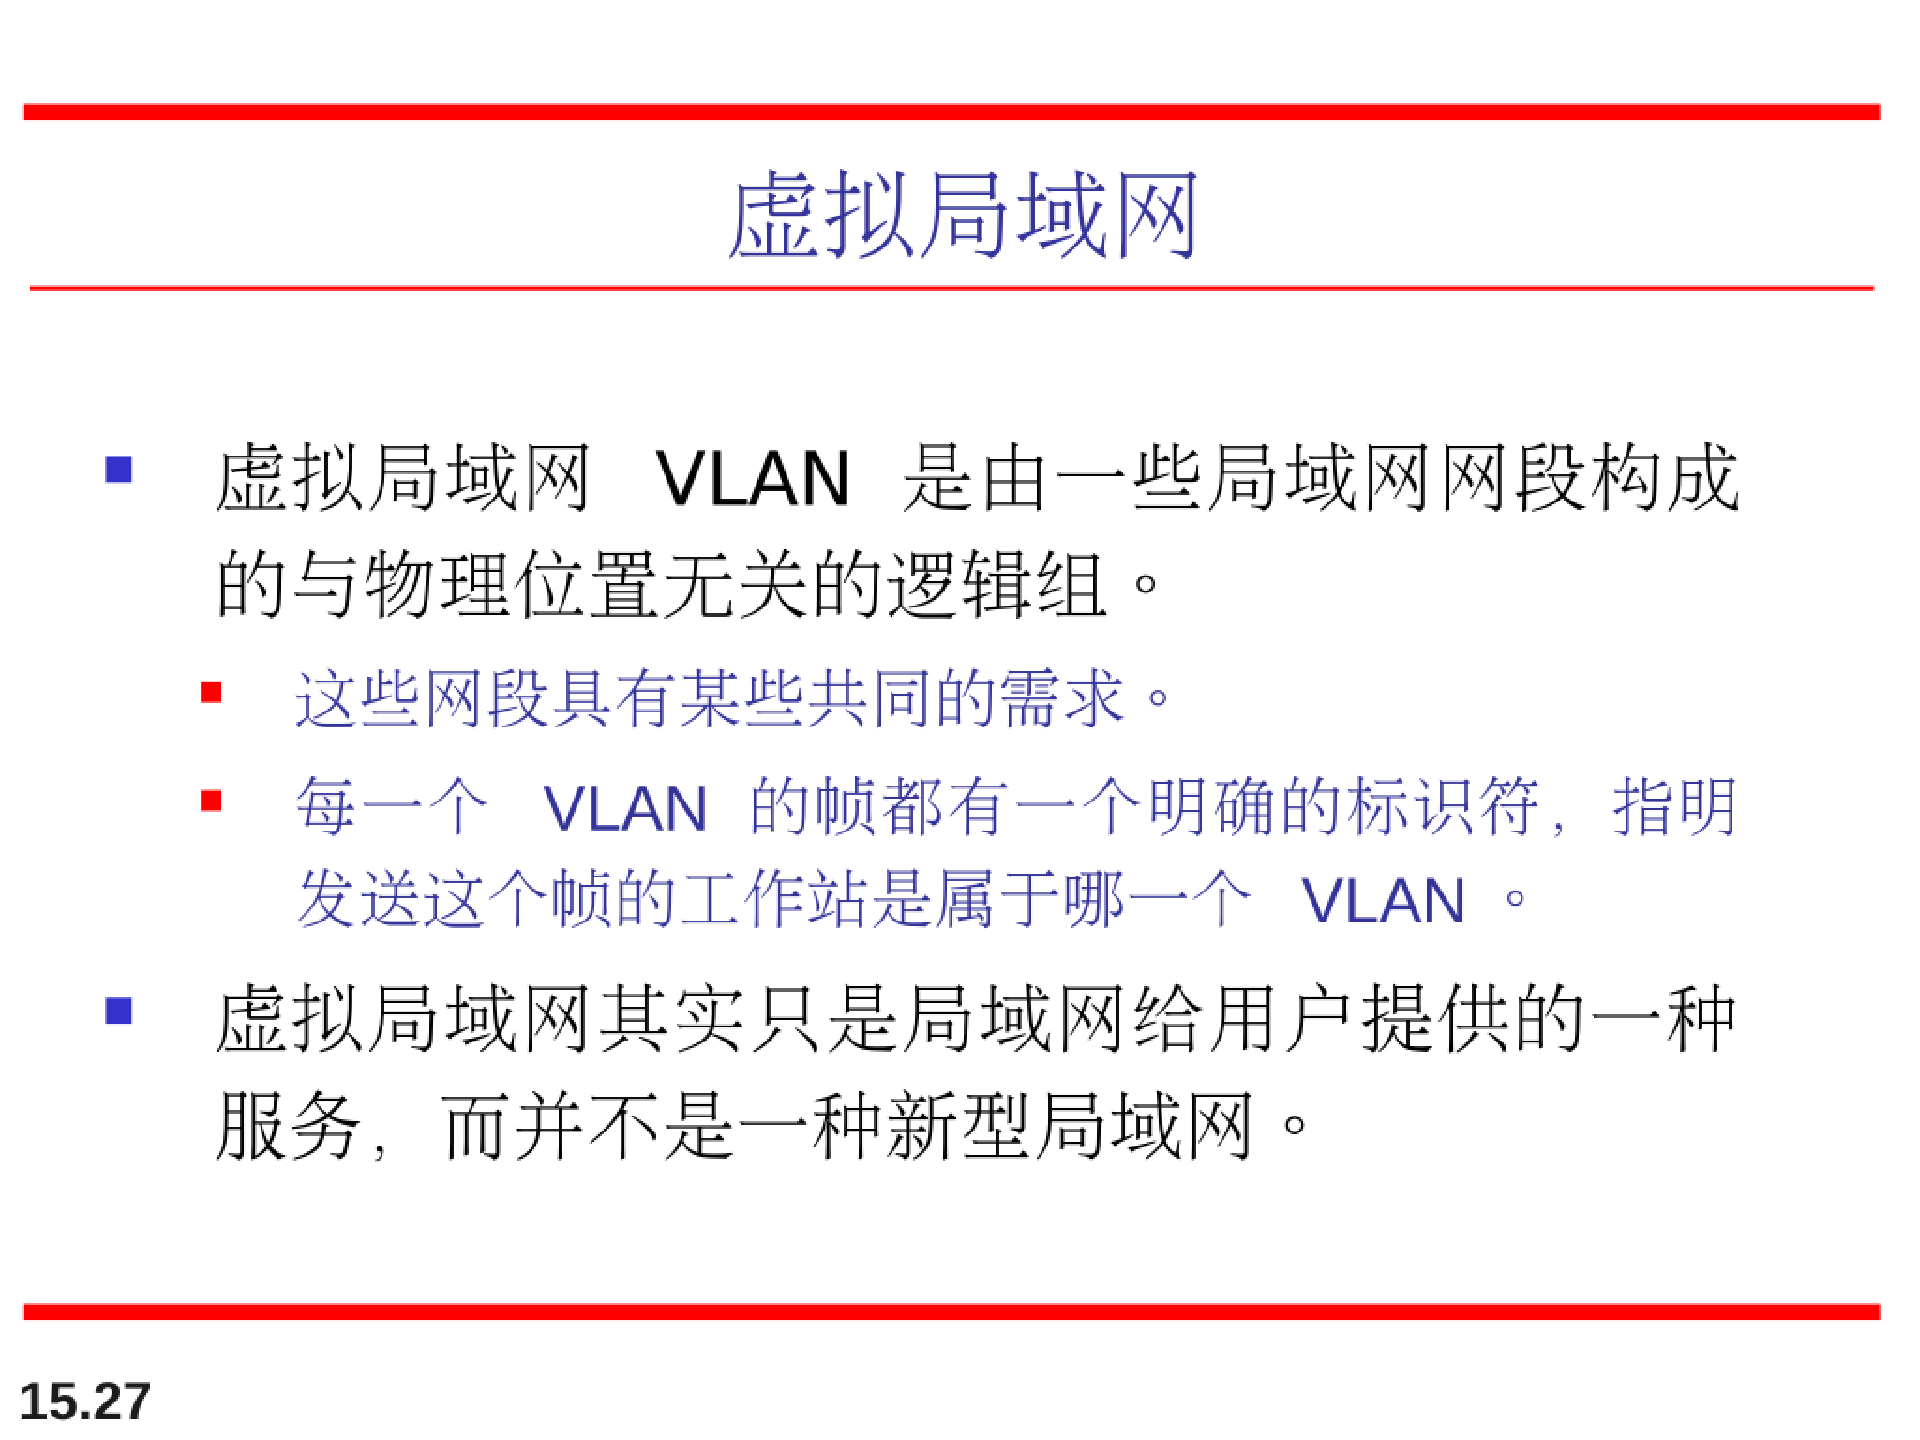 虚拟局域网
虚拟局域网 VLAN 是由一些局域网网段构成
的与物理位置无关的逻辑组。
这些网段具有某些共同的需求。
每一个 VLAN 的帧都有一个明确的标识符，指明
发送这个帧的工作站是属于哪一个 VLAN 。
虚拟局域网其实只是局域网给用户提供的一种
服务，而并不是一种新型局域网。
15.27